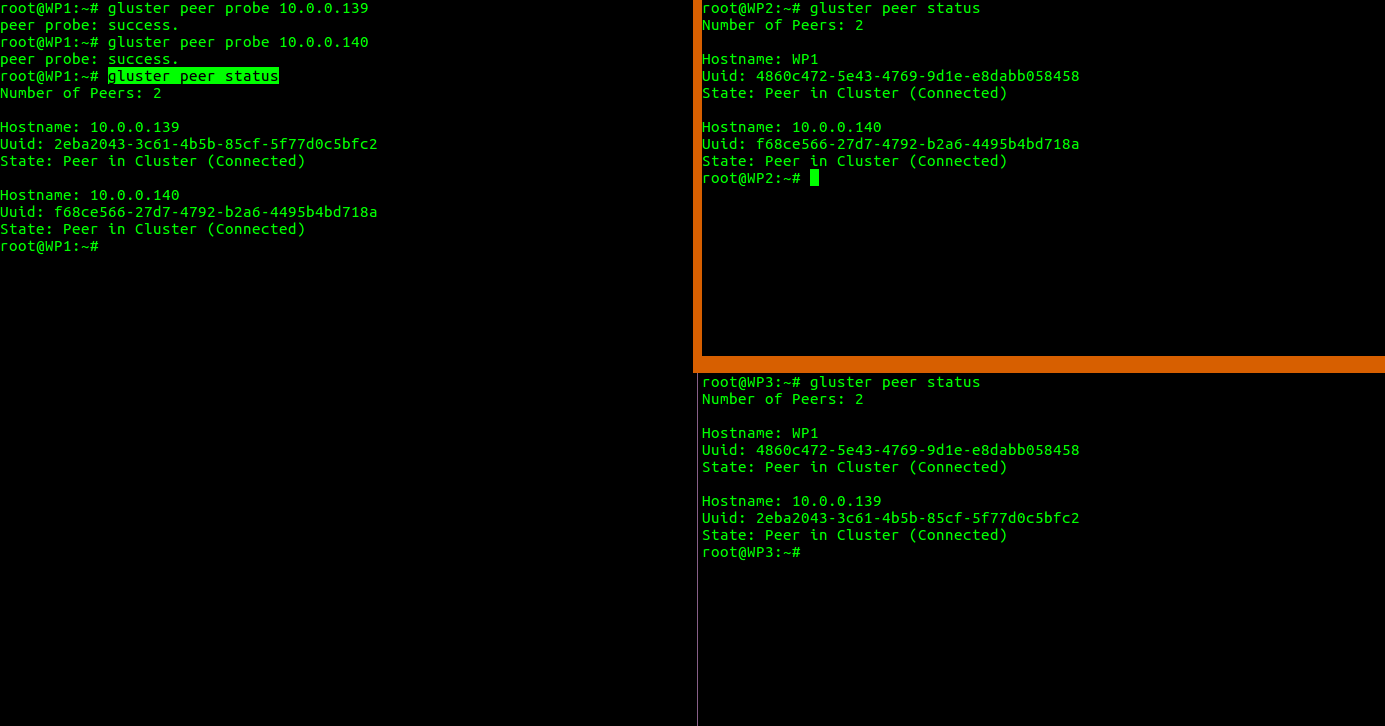 root@WP1:~# gluster peer probe 10.0.0.139
peer probe: success.
root@WP1:~# gluster peer probe 10.0.0.140
peer probe: success.
root@WP1:~# gluster peer status
Number of Peers: 2

Hostname: 10.0.0.139
Uuid: 2eba2043-3c61-4b5b-85cf-5f77d0c5bfc2
State: Peer in Cluster (Connected)

Hostname: 10.0.0.140
Uuid: f68ce566-27d7-4792-b2a6-4495b4bd718a
State: Peer in Cluster (Connected)
root@WP1:~#

root@WP2:~# gluster peer status
Number of Peers: 2

Hostname: WP1
Uuid: 4860c472-5e43-4769-9d1e-e8dabb058458
State: Peer in Cluster (Connected)

Hostname: 10.0.0.140
Uuid: f68ce566-27d7-4792-b2a6-4495b4bd718a
State: Peer in Cluster (Connected)
root@WP2:~#

root@WP3:~# gluster peer status
Number of Peers: 2

Hostname: WP1
Uuid: 4860c472-5e43-4769-9d1e-e8dabb058458
State: Peer in Cluster (Connected)

Hostname: 10.0.0.139
Uuid: 2eba2043-3c61-4b5b-85cf-5f77d0c5bfc2
State: Peer in Cluster (Connected)
root@WP3:~#